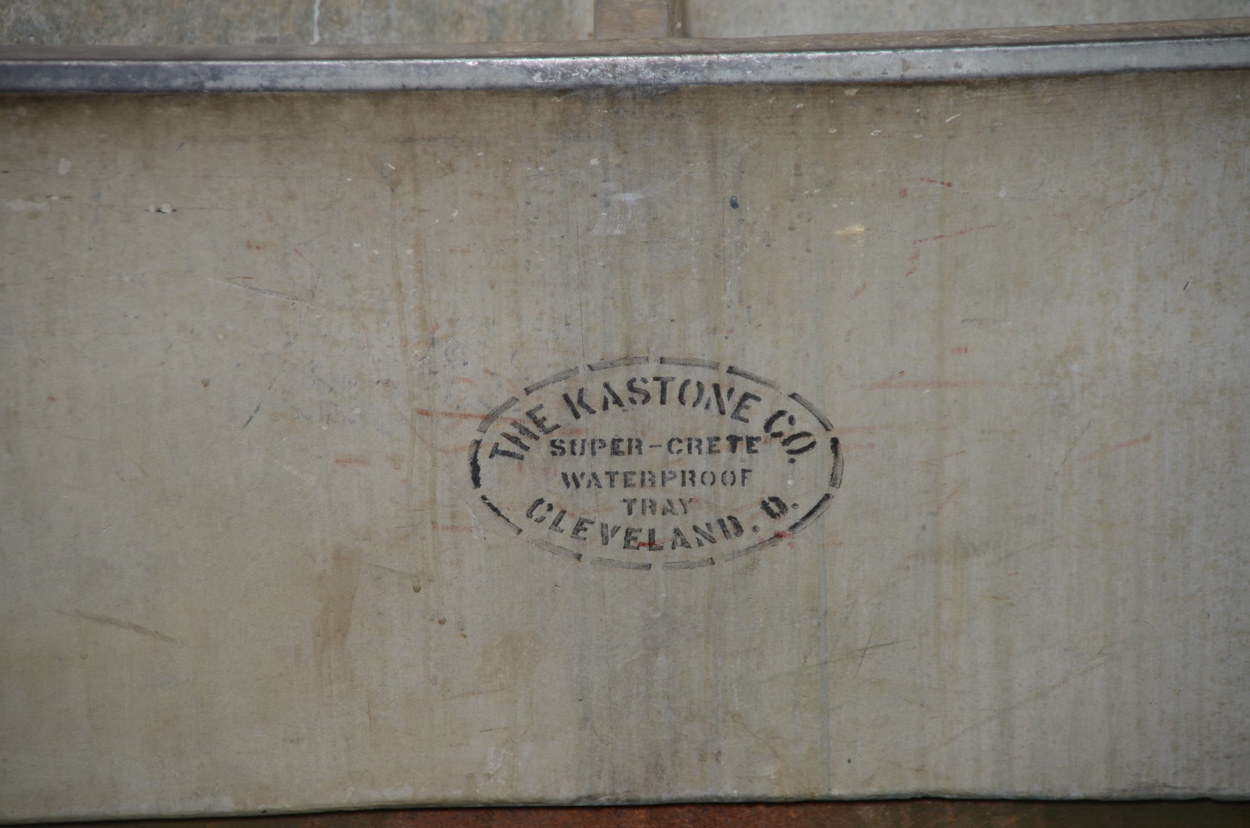 THE KASTONE CO.
SUPER-CRETE
WATERPROOF
TRAY
CLEVELAND. O.